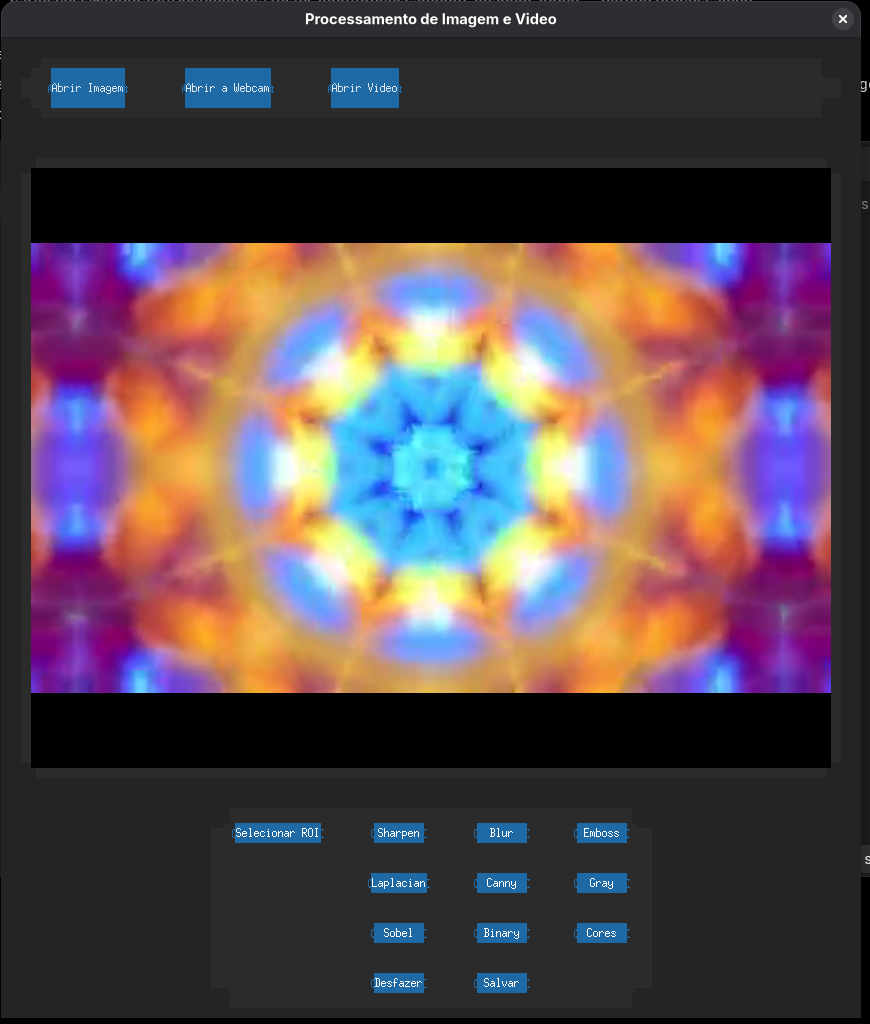 Processamento de Imagem e Video
Abrir Imagem Abrir a Webcam Abrir Video
Selecionar ROI Sharpen Blur Emboss
Laplacian Canny Gray
Sobel Binary Cores
Desfazer Salvar